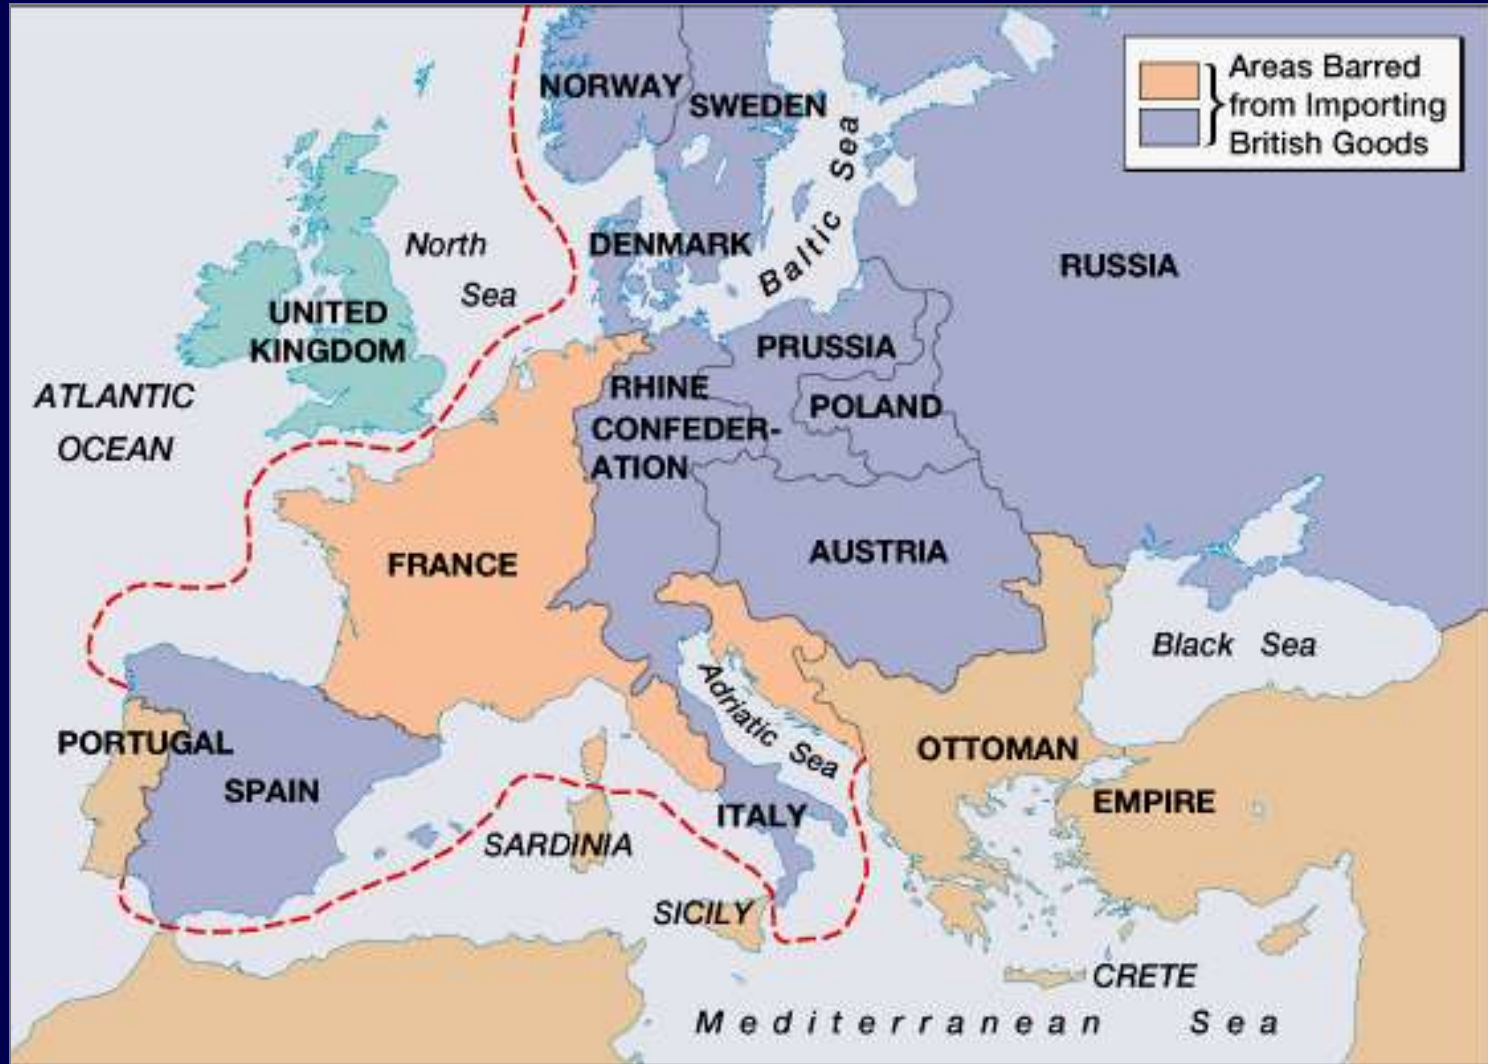 NORWAY
SWEDEN
Areas Barred
from Importing
British Goods
Baltic Sea
North
Sea
DENMARK
RUSSIA
UNITED
KINGDOM
PRUSSIA
ATLANTIC
OCEAN
RHINE
CONFEDER-
ATION
POLAND
FRANCE
AUSTRIA
Black Sea
Adriatic Sea
PORTUGAL
SPAIN
OTTOMAN
EMPIRE
ITALY
SARDINIA
SICILY
CRETE
Mediterranean Sea